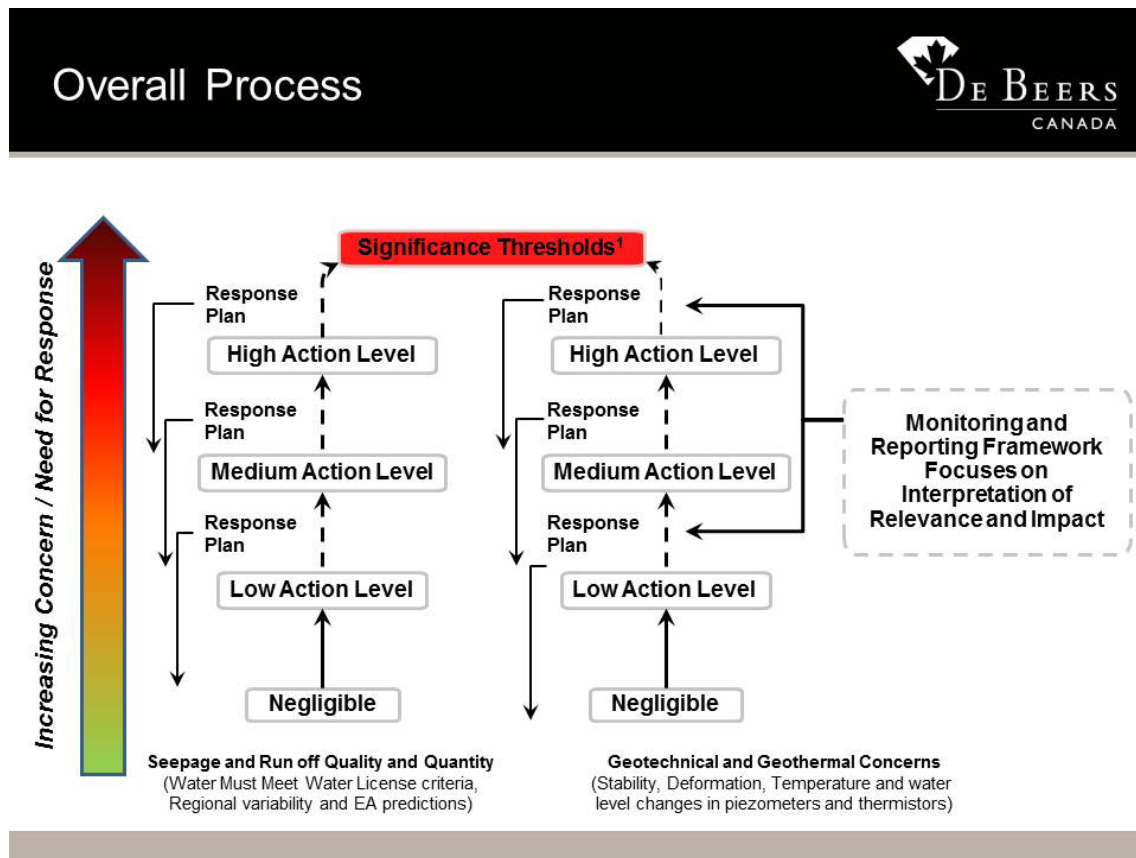 Overall Process
DE BEERS
CANADA
Increasing Concern / Need for Response
Significance Thresholds¹
Response
Plan
High Action Level
Response
Plan
Medium Action Level
Response
Plan
Low Action Level
Negligible
Seepage and Run off Quality and Quantity
(Water Must Meet Water License criteria,
Regional variability and EA predictions)
Response
Plan
High Action Level
Response
Plan
Medium Action Level
Response
Plan
Low Action Level
Negligible
Geotechnical and Geothermal Concerns
(Stability, Deformation, Temperature and water
level changes in piezometers and thermistors)
Monitoring and
Reporting Framework
Focuses on
Interpretation of
Relevance and Impact